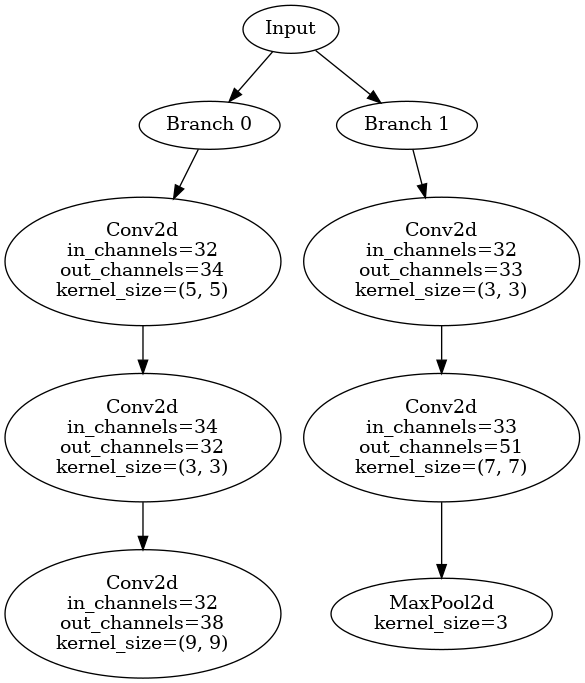 Input
Branch 0
Branch 1
Conv2d
in_channels=32
out_channels=34
kernel_size=(5, 5)
Conv2d
in_channels=32
out_channels=33
kernel_size=(3, 3)
Conv2d
in_channels=34
out_channels=32
kernel_size=(3, 3)
Conv2d
in_channels=33
out_channels=51
kernel_size=(7, 7)
Conv2d
in_channels=32
out_channels=38
kernel_size=(9, 9)
MaxPool2d
kernel_size=3